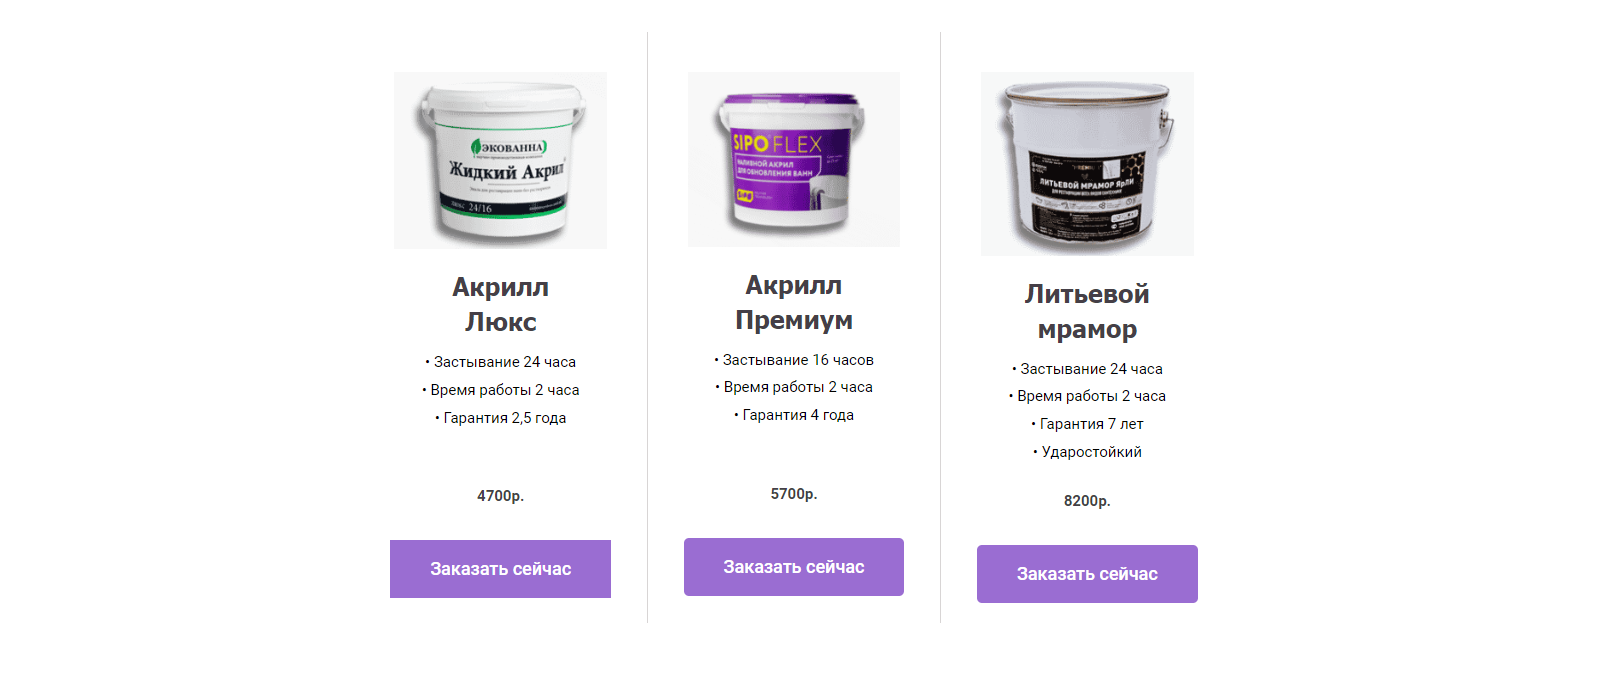 ЭКОВАННА
Жидкий Акрил
24/16
Акрилл
Люкс
• Застывание 24 часа
• Время работы 2 часа
• Гарантия 2,5 года
4700р.
Заказать сейчас
SIPO FLEX
НАЛИВНОЙ АКРИЛ
ДЛЯ ОБНОВЛЕНИЯ ВАНН
Акрилл
Премиум
• Застывание 16 часов
• Время работы 2 часа
• Гарантия 4 года
5700р.
Заказать сейчас
ЛИТЬЕВОЙ МРАМОР ЯрЛИ
Литьевой
мрамор
• Застывание 24 часа
• Время работы 2 часа
• Гарантия 7 лет
• Ударостойкий
8200р.
Заказать сейчас